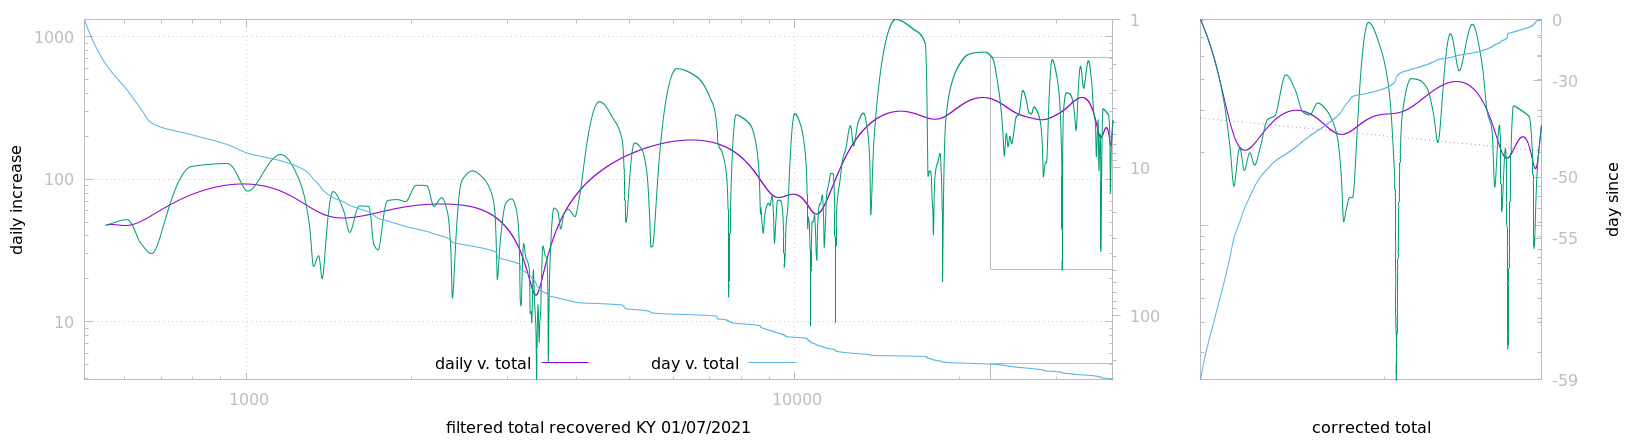 1000
100
10
daily increase
1000
10000
filtered total recovered KY 01/07/2021
daily v. total
day v. total
1
10
100
0
-30
-50
-55
-59
day since
corrected total